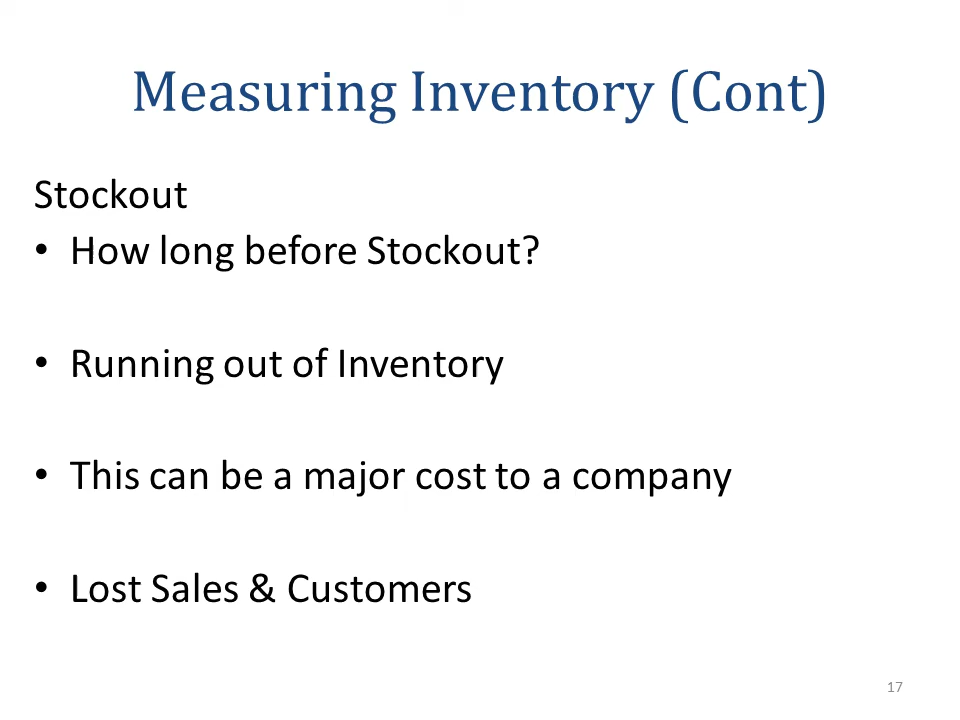 Measuring Inventory (Cont)
Stockout
• How long before Stockout?
• Running out of Inventory
• This can be a major cost to a company
• Lost Sales & Customers
17